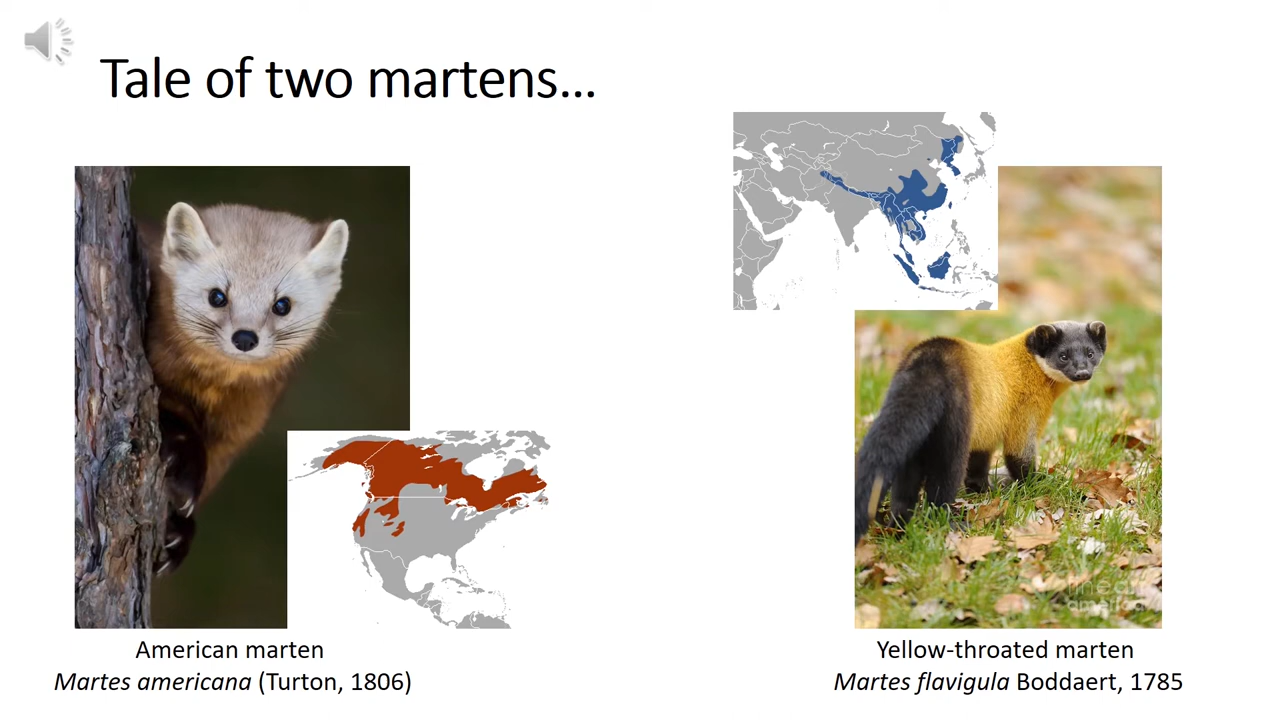 Tale of two martens...
American marten
Martes americana (Turton, 1806)
Yellow-throated marten
Martes flavigula Boddaert, 1785